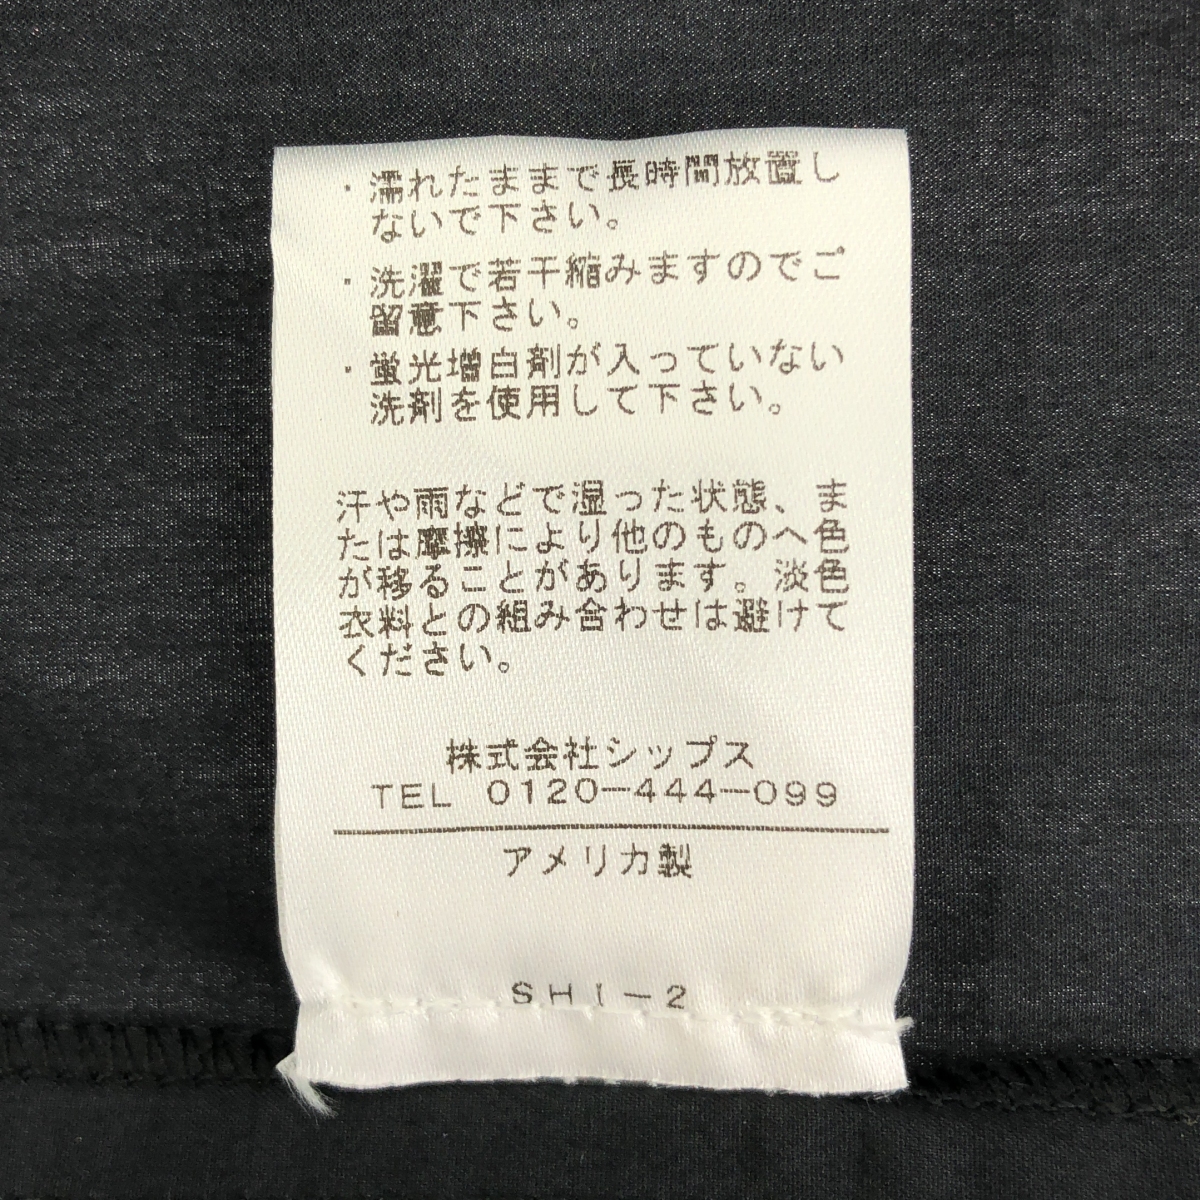 ・濡れたままで長時間放置し
ないで下さい。
・洗濯で若干縮みますのでご
留意下さい。
・蛍光増白剤が入っていない
洗剤を使用して下さい。
汗や雨などで湿った状態、ま
たは摩擦により他のものへ色
が移ることがあります。淡色
衣料との組み合わせは避けて
ください。
株式会社シップス
TEL 0120-444-099
アメリカ製
SHI-2